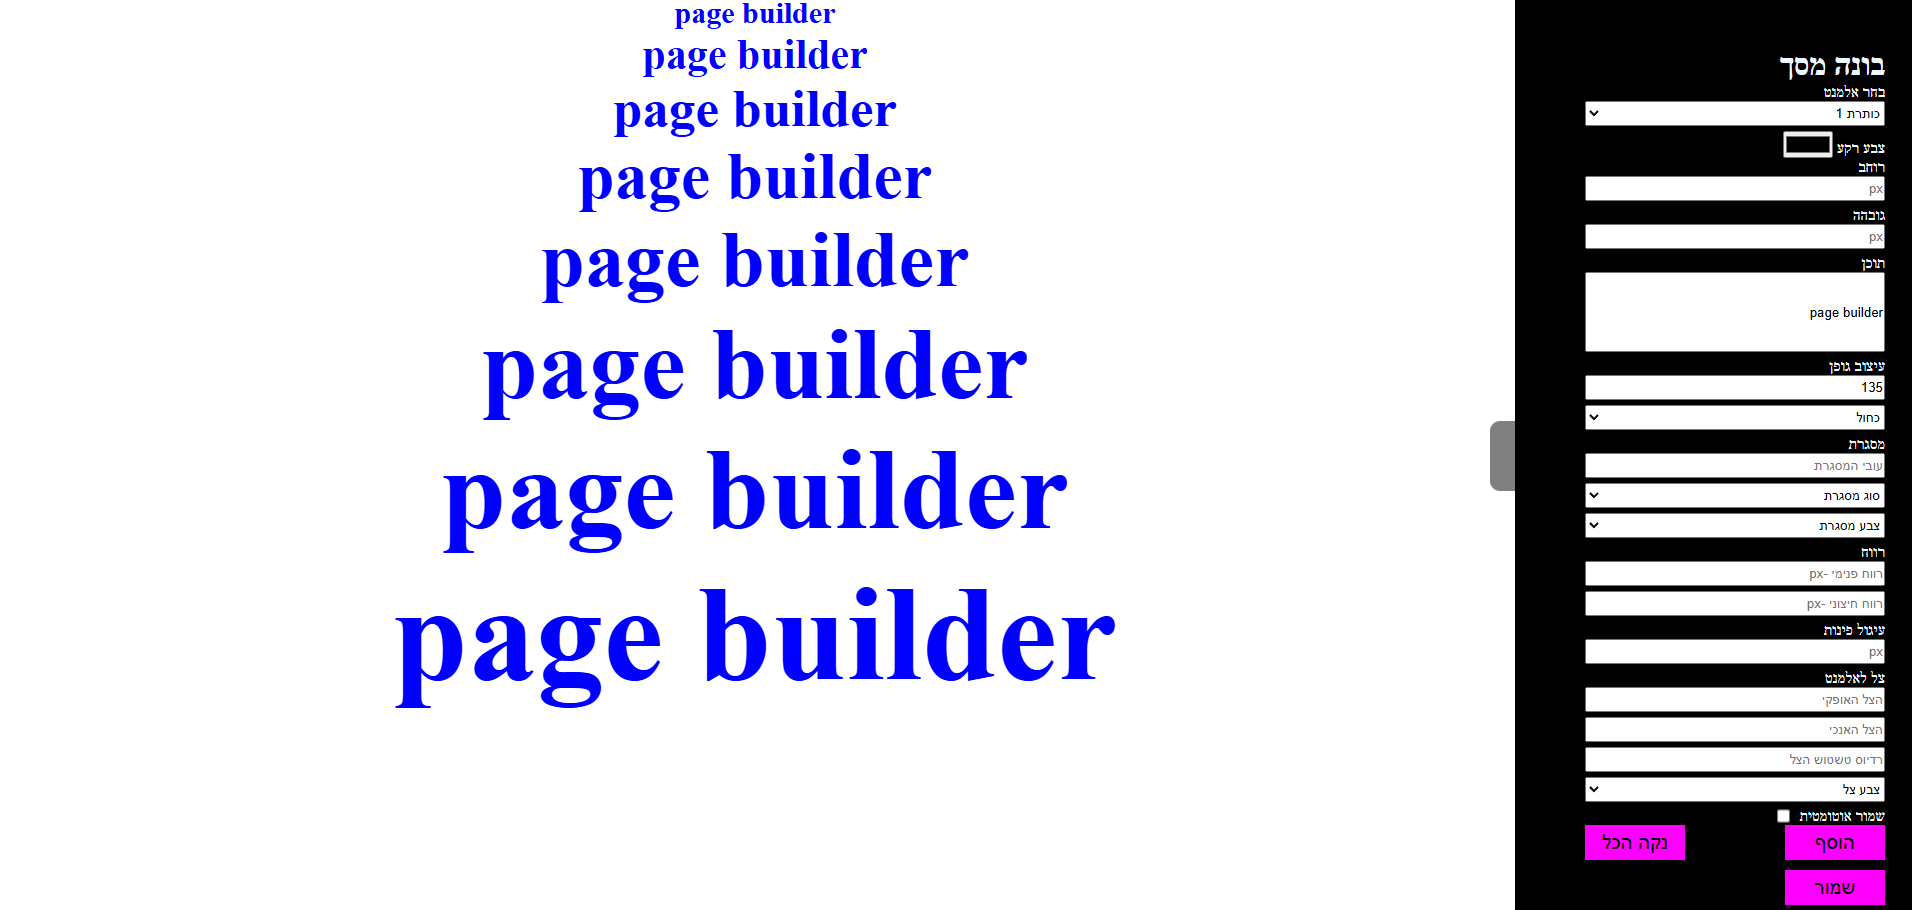 page builder
page builder
page builder
page builder
page builder
page builder
page builder
page builder
בונה מסך
בחר אלמנט
כותרת 1
צבע רקע
רוחב
px
גובהה
px
תוכן
page builder
עיצוב גופן
135
כחול
מסגרת
עובי המסגרת
סוג מסגרת
צבע מסגרת
רווח
רווח פנימי -px
רווח חיצוני -px
עיגול פינות
px
צל לאלמנט
הצל האופקי
הצל האנכי
רדיוס טשטוש הצל
צבע צל
שמור אוטומטית
הוסף נקה הכל
שמור